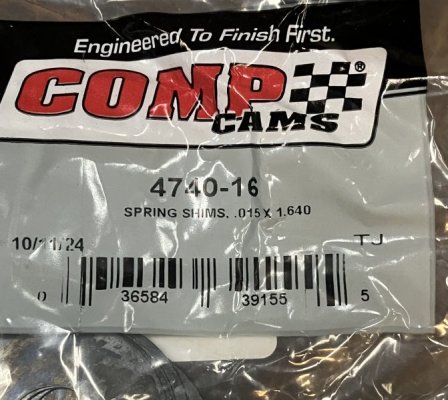 Engineered To Finish First.
COMP ®
CAMS
4740-16
SPRING SHIMS, .015 X 1.640
10/11/24 TJ
0 36584 39155 5